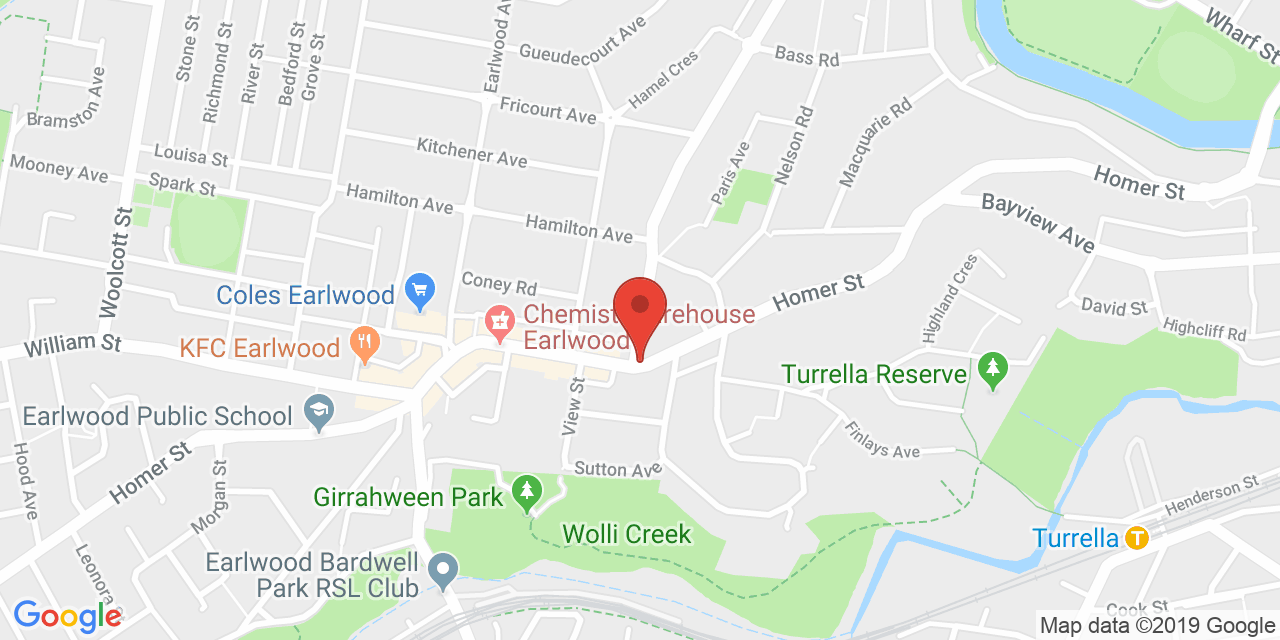 Stone St
Richmond St
River St
Bedford St
Grove St
Earlwood Ave
Gueudecourt Ave
Hamel Cres
Bass Rd
Wharf St
Bramston Ave
Fricourt Ave
Kitchener Ave
Paris Ave
Nelson Rd
Macquarie Rd
Mooney Ave
Louisa St
Spark St
Hamilton Ave
Hamilton Ave
Homer St
Bayview Ave
Woolcott St
Coney Rd
Coles Earlwood
Homer St
Highland Cres
David St
Highcliff Rd
Earlwood
William St
KFC Earlwood
Turrella Reserve
Earlwood Public School
View St
Finlays Ave
Hood Ave
Homer St
Morgan St
Sutton Ave
Girrahween Park
Wolli Creek
Henderson St
Turrella
T
Earlwood Bardwell
Park RSL Club
Leonora
Cook St
Google
Map data ©2019 Google